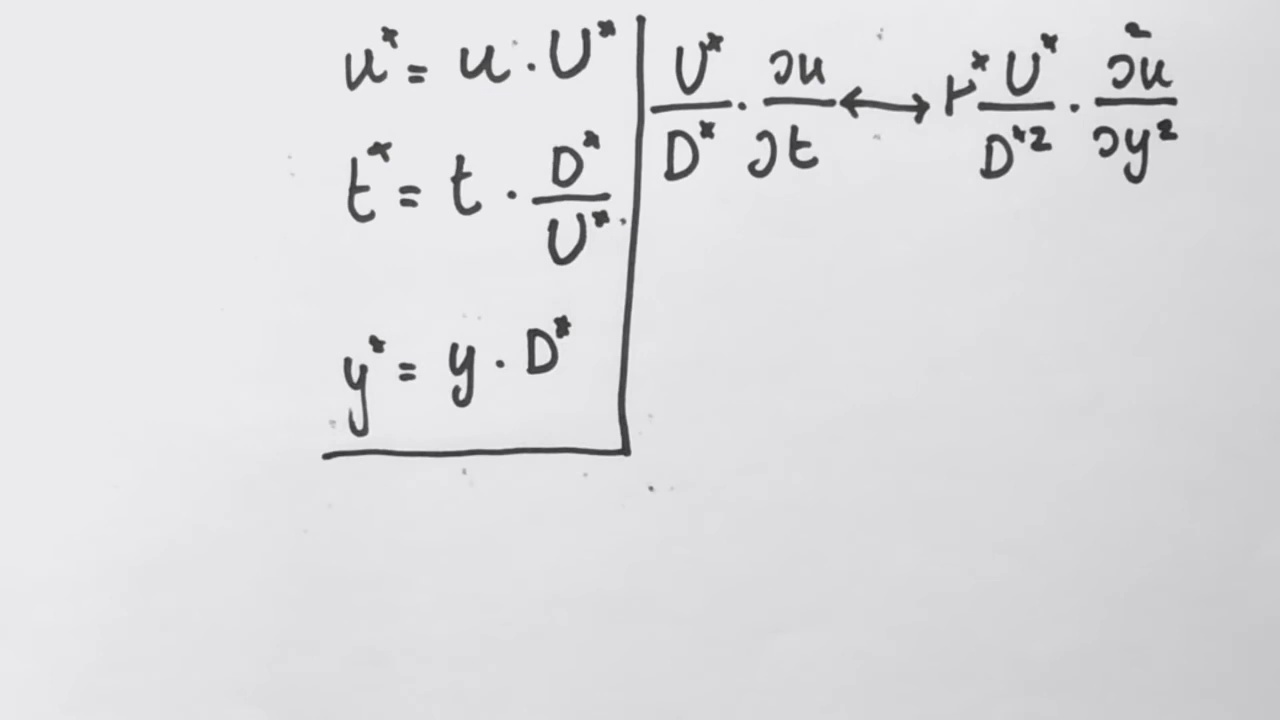 u* = u · U*
t* = t · D*/U*
y* = y · D*
U*/D* · ∂u/∂t ↔ μ* U*/D*² · ∂²u/∂y²